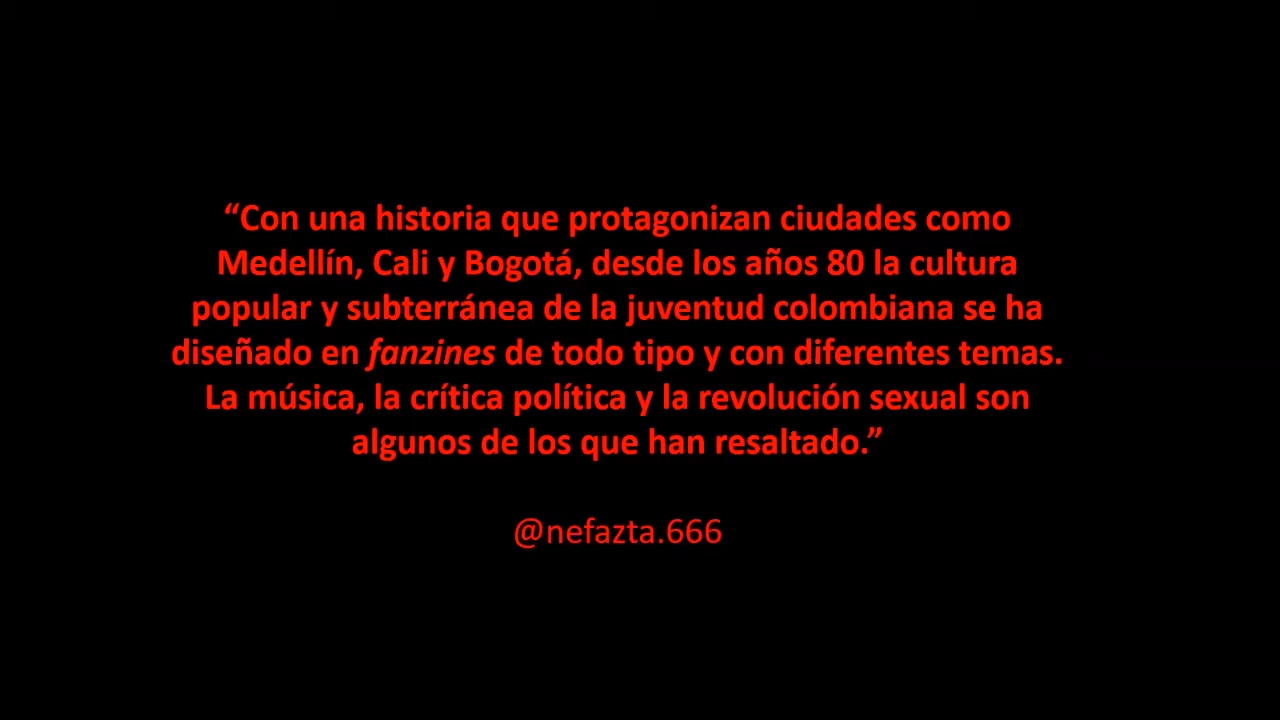 “Con una historia que protagonizan ciudades como
Medellín, Cali y Bogotá, desde los años 80 la cultura
popular y subterránea de la juventud colombiana se ha
diseñado en fanzines de todo tipo y con diferentes temas.
La música, la crítica política y la revolución sexual son
algunos de los que han resaltado.”
@nefazta.666